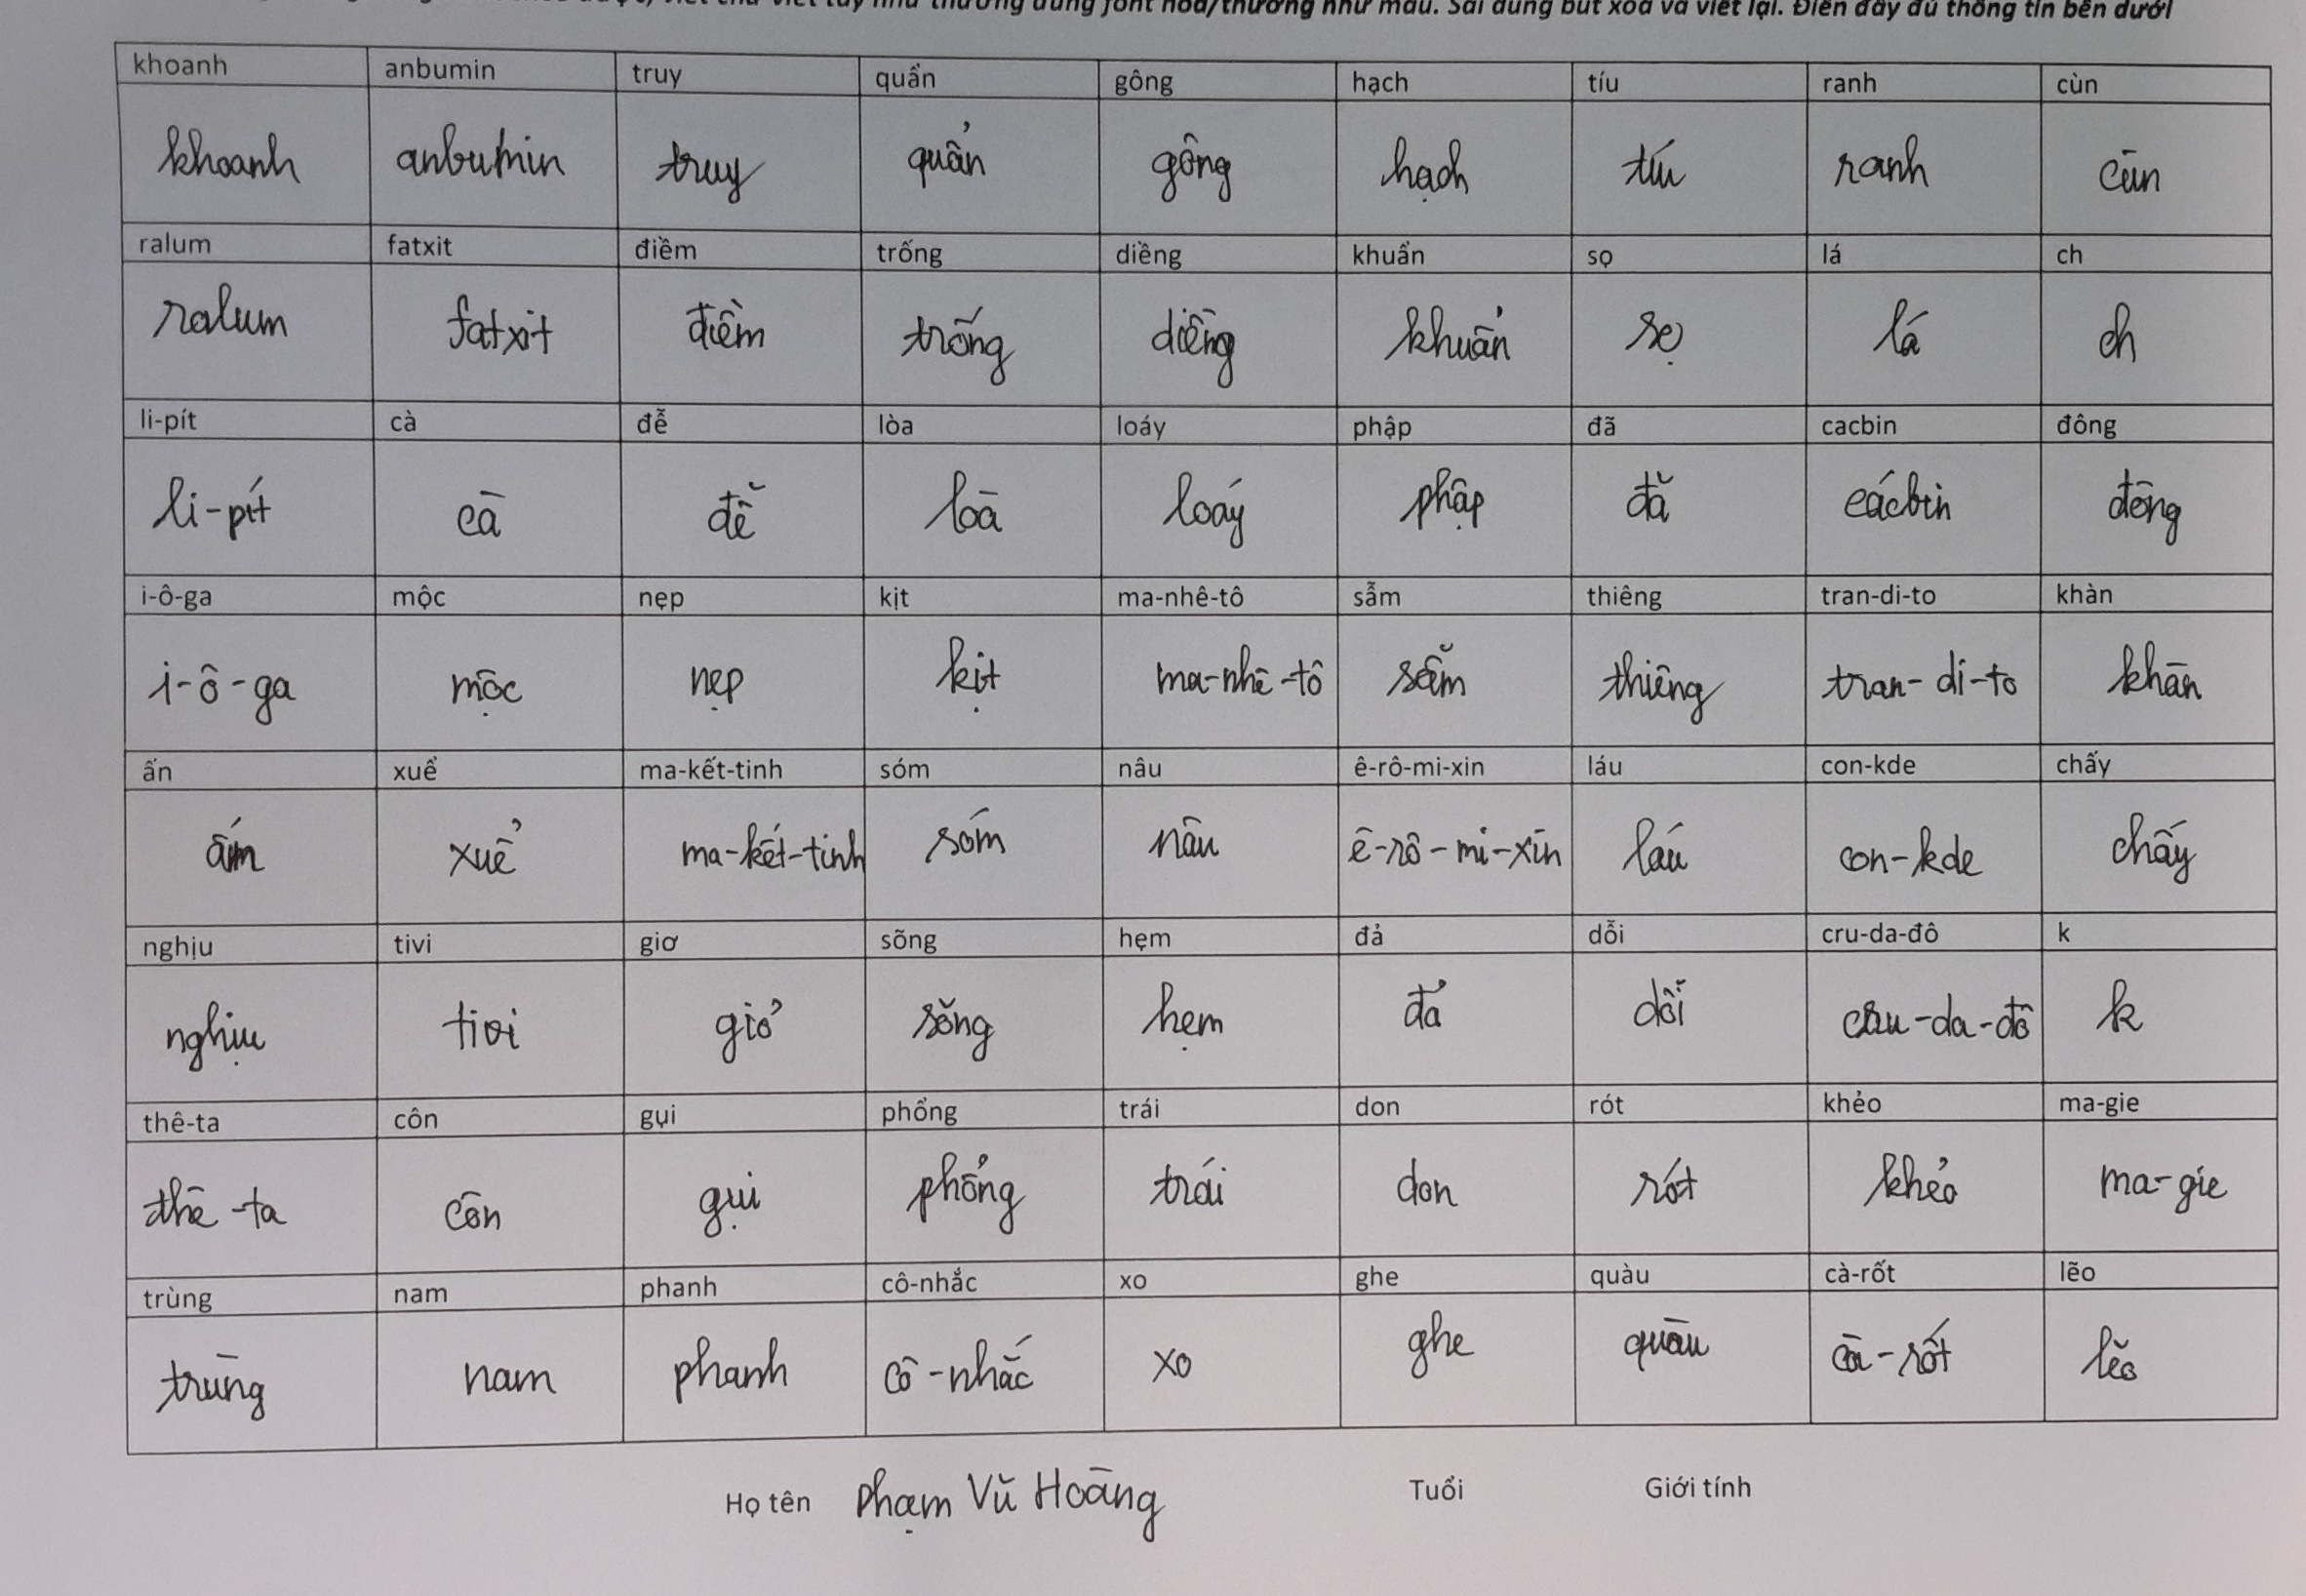 viết chữ viết tay như thường dùng font hoa/thường như mẫu. Sai dùng bút xóa và viết lại. Điền đầy đủ thông tin bên dưới
khoanh anbumin truy quẩn gông hạch tíu ranh cùn
khoanh anbumin truy quẩn gông hạch tíu ranh cùn
ralum fatxit điềm trống diềng khuẩn sọ lá ch
ralum fatxit điềm trống diềng khuẩn sọ lá ch
li-pít cà đễ lòa loáy phập đã cacbin đông
li-pít cà đễ loà loáy phập đã cácbin đông
i-ô-ga mộc nẹp kịt ma-nhê-tô sẫm thiêng tran-di-to khàn
i-ô-ga mộc nẹp kịt ma-nhê-tô sẫm thiêng tran-di-to khàn
ấn xuể ma-kết-tinh sóm nâu ê-rô-mi-xin láu con-kde chấy
ấm xuể ma-kết-tinh sóm nâu ê-rô-mi-xin láu con-kde chấy
nghịu tivi giơ sõng hẹm đả dỗi cru-da-đô k
nghịu tivi giơ sõng hẹm đả dỗi cru-da-đô k
thê-ta côn gụi phổng trái don rót khẻo ma-gie
thê-ta côn gụi phổng trái don rót khẻo ma-gie
trùng nam phanh cô-nhắc xo ghe quàu cà-rốt lẽo
trùng nam phanh cô-nhắc xo ghe quàu cà-rốt lẽo
Họ tên Phạm Vũ Hoàng Tuổi Giới tính